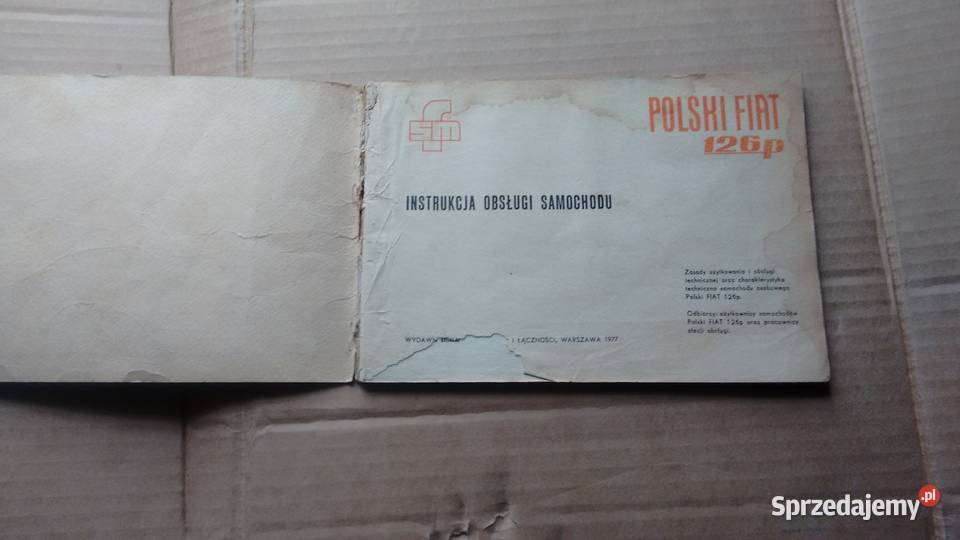 fsm
POLSKI FIAT
126p
INSTRUKCJA OBSŁUGI SAMOCHODU
Zasady użytkowania i obsługi
technicznej oraz charakterystyka
techniczna samochodu osobowego
Polski FIAT 126p.
Odbiorcy: użytkownicy samochodów
Polski FIAT 126p oraz pracownicy
stacji obsługi.
I ŁĄCZNOŚCI, WARSZAWA 1977
Sprzedajemy.pl